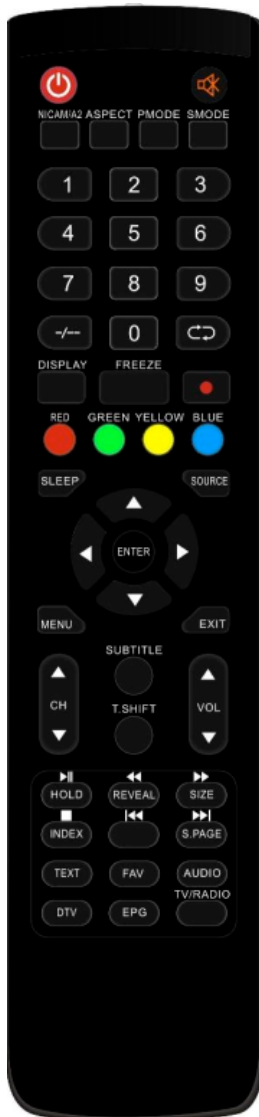 NICAM/A2 ASPECT PMODE SMODE
1 2 3
4 5 6
7 8 9
-/-- 0
DISPLAY FREEZE
RED GREEN YELLOW BLUE
SLEEP SOURCE
ENTER
MENU EXIT
SUBTITLE
CH VOL
T.SHIFT
HOLD REVEAL SIZE
INDEX S.PAGE
TEXT FAV AUDIO
TV/RADIO
DTV EPG